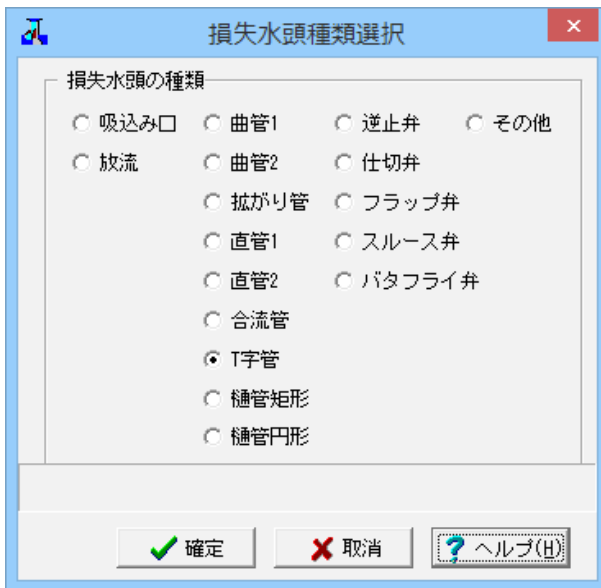 損失水頭種類選択
損失水頭の種類
吸込み口 曲管1 逆止弁 その他
放流 曲管2 仕切弁
拡がり管 フラップ弁
直管1 スルース弁
直管2 バタフライ弁
合流管
T字管
樋管矩形
樋管円形
確定 取消 ヘルプ(H)